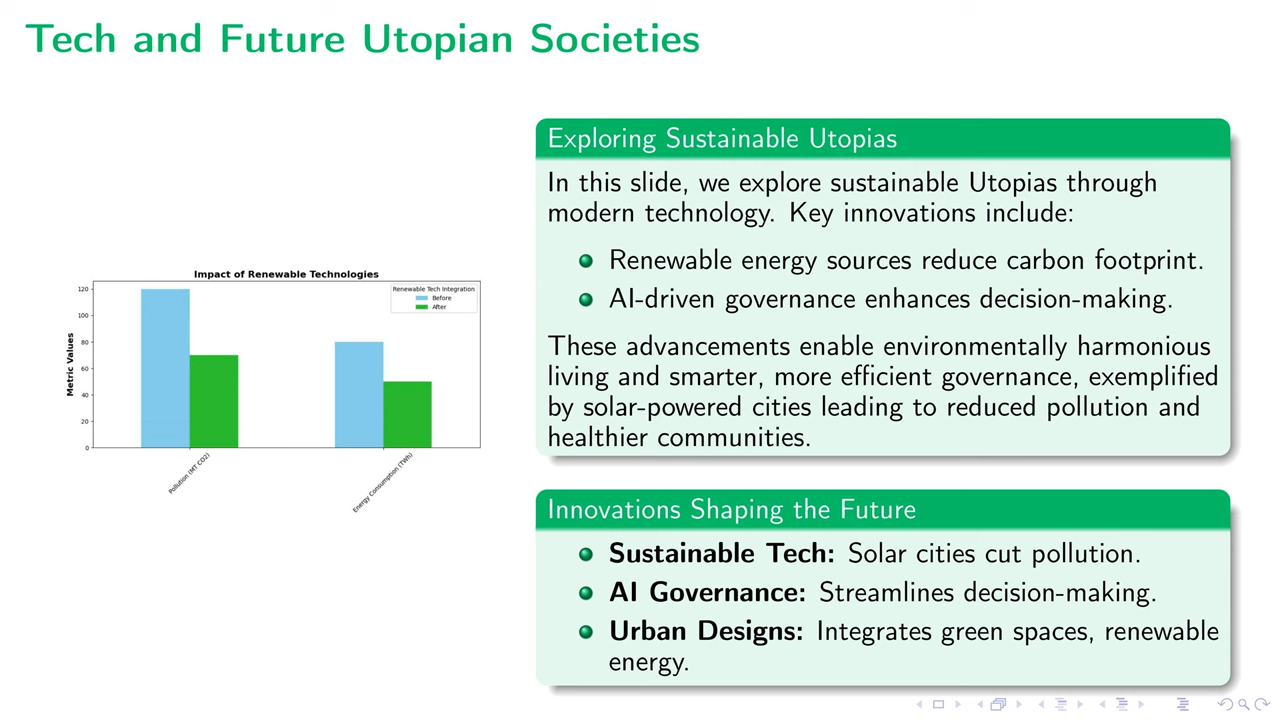 Tech and Future Utopian Societies
Impact of Renewable Technologies
Renewable Tech Integration
Before
After
Metric Values
120
100
80
60
40
20
0
Pollution (MT CO2)
Energy Consumption (TWh)
Exploring Sustainable Utopias
In this slide, we explore sustainable Utopias through
modern technology. Key innovations include:
Renewable energy sources reduce carbon footprint.
AI-driven governance enhances decision-making.
These advancements enable environmentally harmonious
living and smarter, more efficient governance, exemplified
by solar-powered cities leading to reduced pollution and
healthier communities.
Innovations Shaping the Future
Sustainable Tech: Solar cities cut pollution.
AI Governance: Streamlines decision-making.
Urban Designs: Integrates green spaces, renewable
energy.